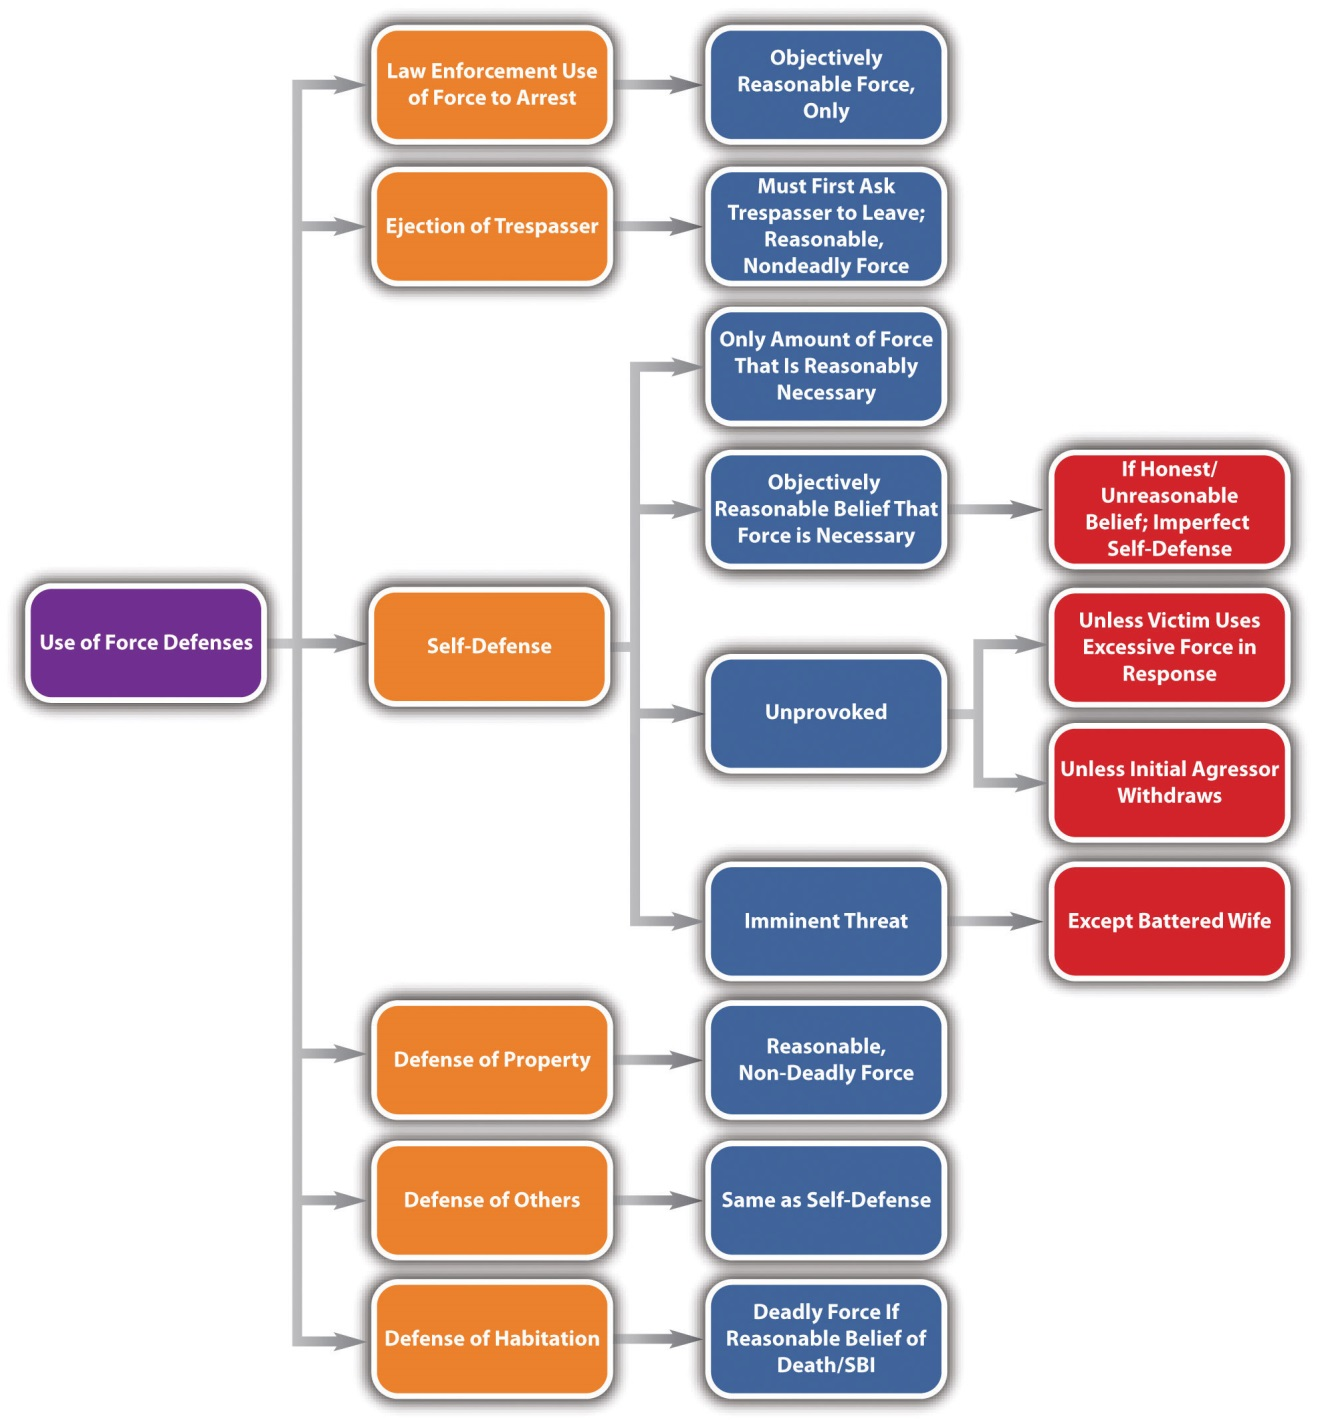 Law Enforcement Use
of Force to Arrest
Objectively
Reasonable Force,
Only
Ejection of Trespasser
Must First Ask
Trespasser to Leave;
Reasonable,
Nondeadly Force
Use of Force Defenses
Self-Defense
Only Amount of Force
That Is Reasonably
Necessary
Objectively
Reasonable Belief That
Force is Necessary
If Honest/
Unreasonable
Belief; Imperfect
Self-Defense
Unprovoked
Unless Victim Uses
Excessive Force in
Response
Unless Initial Agressor
Withdraws
Imminent Threat
Except Battered Wife
Defense of Property
Reasonable,
Non-Deadly Force
Defense of Others
Same as Self-Defense
Defense of Habitation
Deadly Force If
Reasonable Belief of
Death/SBI